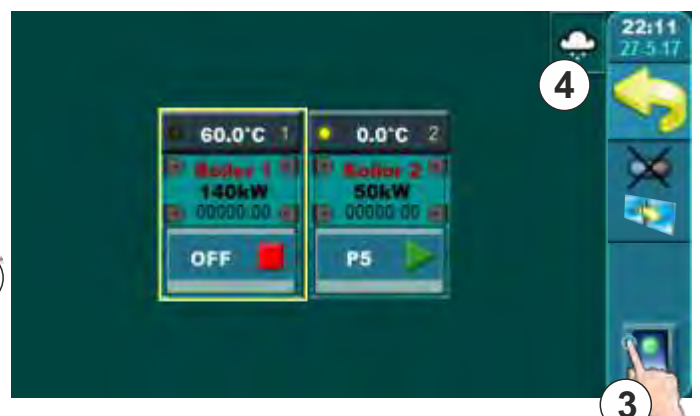 22:11
27-5-17
4
60.0°C 1
0.0°C 2
Boiler 1
Boiler 2
140kW
50kW
00000:00
00000:00
OFF
P5
3